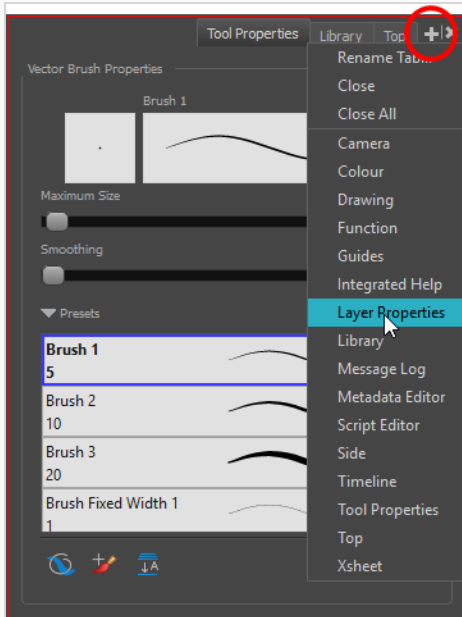 Tool Properties Library Top
Vector Brush Properties
Brush 1
Maximum Size
Smoothing
Presets
Brush 1
5
Brush 2
10
Brush 3
20
Brush Fixed Width 1
1
Rename Tab...
Close
Close All
Camera
Colour
Drawing
Function
Guides
Integrated Help
Layer Properties
Library
Message Log
Metadata Editor
Script Editor
Side
Timeline
Tool Properties
Top
Xsheet